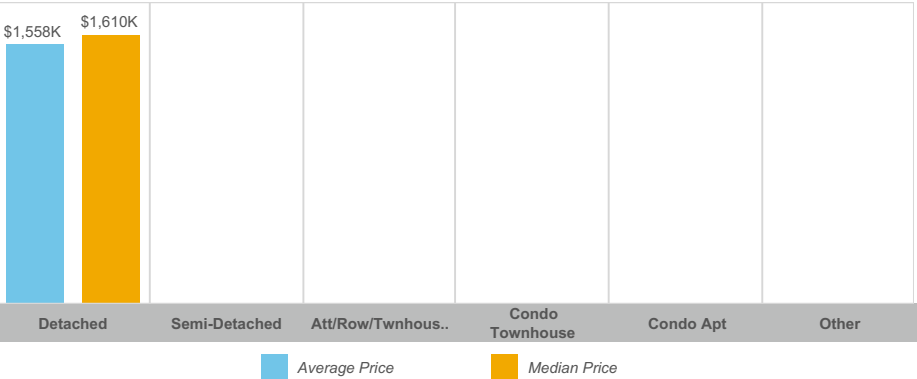 $1,558K
$1,610K
Detached
Semi-Detached
Att/Row/Twnhous..
Condo
Townhouse
Condo Apt
Other
Average Price
Median Price